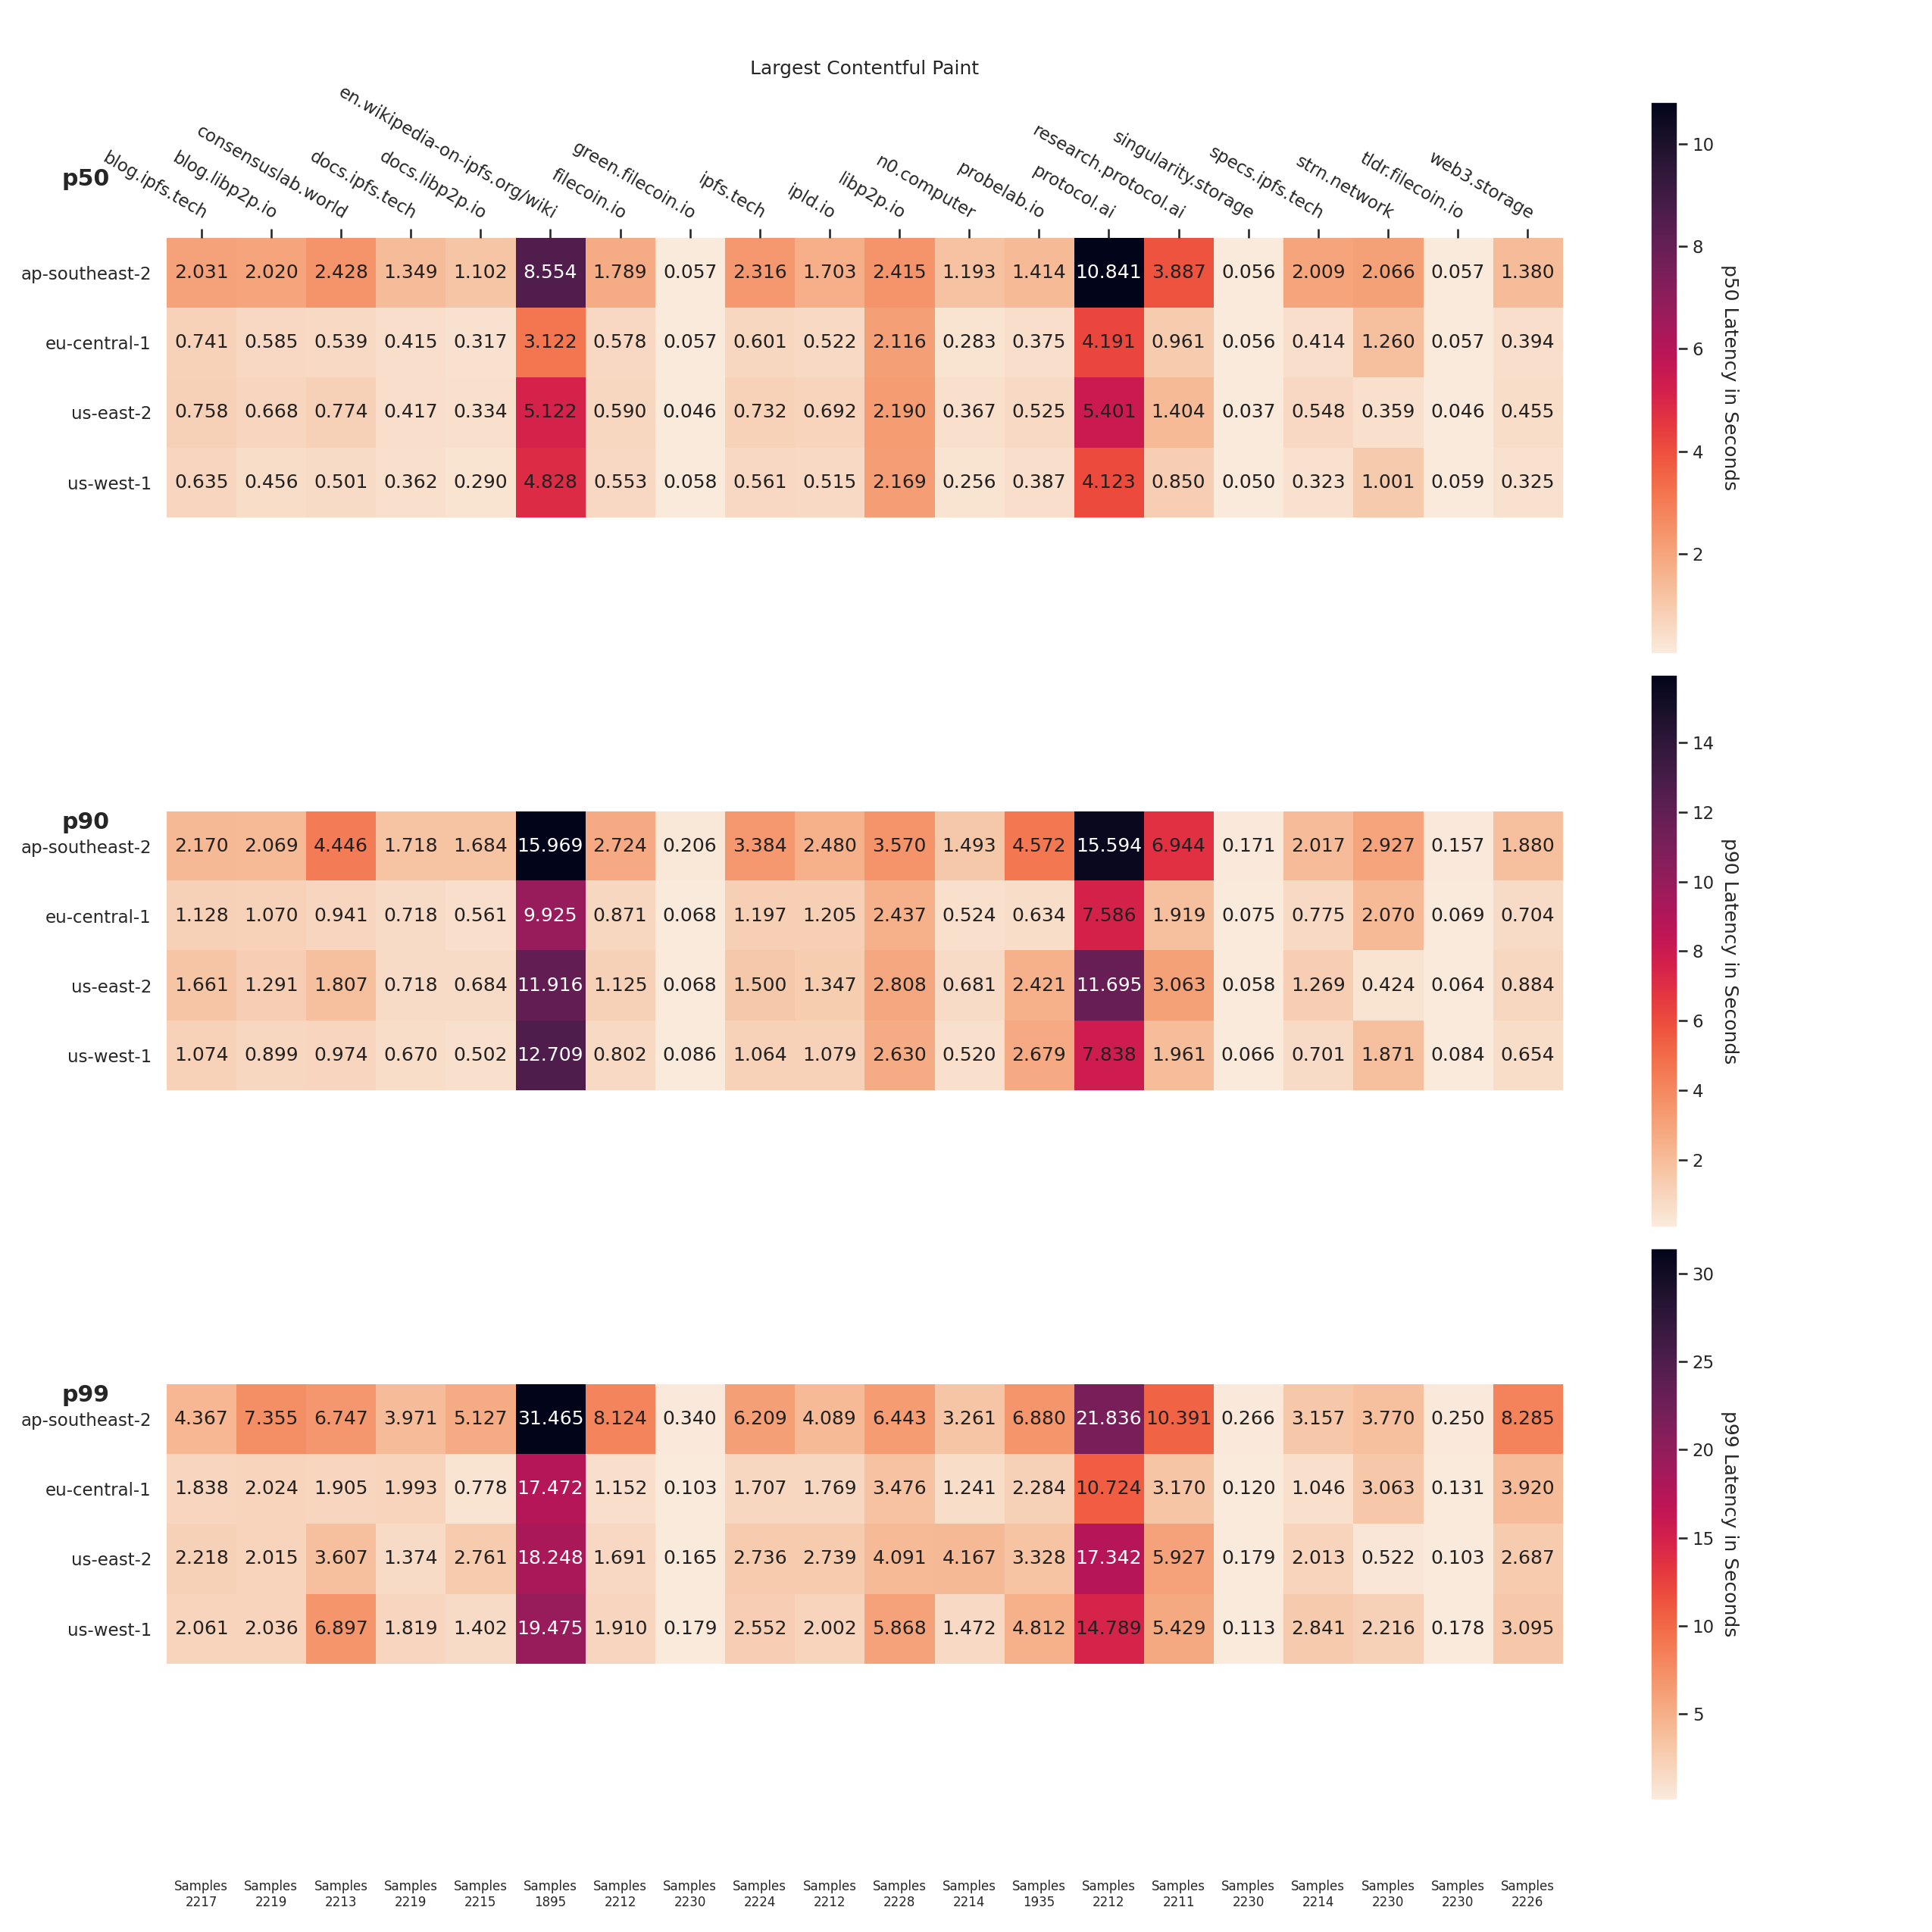 Largest Contentful Paint
p50
blog.ipfs.tech
blog.libp2p.io
consensuslab.world
docs.ipfs.tech
docs.libp2p.io
en.wikipedia-on-ipfs.org/wiki
filecoin.io
green.filecoin.io
ipfs.tech
ipld.io
libp2p.io
n0.computer
probelab.io
protocol.ai
research.protocol.ai
singularity.storage
specs.ipfs.tech
strn.network
tldr.filecoin.io
web3.storage
ap-southeast-2 2.031 2.020 2.428 1.349 1.102 8.554 1.789 0.057 2.316 1.703 2.415 1.193 1.414 10.841 3.887 0.056 2.009 2.066 0.057 1.380
eu-central-1 0.741 0.585 0.539 0.415 0.317 3.122 0.578 0.057 0.601 0.522 2.116 0.283 0.375 4.191 0.961 0.056 0.414 1.260 0.057 0.394
us-east-2 0.758 0.668 0.774 0.417 0.334 5.122 0.590 0.046 0.732 0.692 2.190 0.367 0.525 5.401 1.404 0.037 0.548 0.359 0.046 0.455
us-west-1 0.635 0.456 0.501 0.362 0.290 4.828 0.553 0.058 0.561 0.515 2.169 0.256 0.387 4.123 0.850 0.050 0.323 1.001 0.059 0.325
10
8
6
4
2
p50 Latency in Seconds
p90
ap-southeast-2 2.170 2.069 4.446 1.718 1.684 15.969 2.724 0.206 3.384 2.480 3.570 1.493 4.572 15.594 6.944 0.171 2.017 2.927 0.157 1.880
eu-central-1 1.128 1.070 0.941 0.718 0.561 9.925 0.871 0.068 1.197 1.205 2.437 0.524 0.634 7.586 1.919 0.075 0.775 2.070 0.069 0.704
us-east-2 1.661 1.291 1.807 0.718 0.684 11.916 1.125 0.068 1.500 1.347 2.808 0.681 2.421 11.695 3.063 0.058 1.269 0.424 0.064 0.884
us-west-1 1.074 0.899 0.974 0.670 0.502 12.709 0.802 0.086 1.064 1.079 2.630 0.520 2.679 7.838 1.961 0.066 0.701 1.871 0.084 0.654
14
12
10
8
6
4
2
p90 Latency in Seconds
p99
ap-southeast-2 4.367 7.355 6.747 3.971 5.127 31.465 8.124 0.340 6.209 4.089 6.443 3.261 6.880 21.836 10.391 0.266 3.157 3.770 0.250 8.285
eu-central-1 1.838 2.024 1.905 1.993 0.778 17.472 1.152 0.103 1.707 1.769 3.476 1.241 2.284 10.724 3.170 0.120 1.046 3.063 0.131 3.920
us-east-2 2.218 2.015 3.607 1.374 2.761 18.248 1.691 0.165 2.736 2.739 4.091 4.167 3.328 17.342 5.927 0.179 2.013 0.522 0.103 2.687
us-west-1 2.061 2.036 6.897 1.819 1.402 19.475 1.910 0.179 2.552 2.002 5.868 1.472 4.812 14.789 5.429 0.113 2.841 2.216 0.178 3.095
30
25
20
15
10
5
p99 Latency in Seconds
Samples Samples Samples Samples Samples Samples Samples Samples Samples Samples Samples Samples Samples Samples Samples Samples Samples Samples Samples Samples
2217 2219 2213 2219 2215 1895 2212 2230 2224 2212 2228 2214 1935 2212 2211 2230 2214 2230 2230 2226